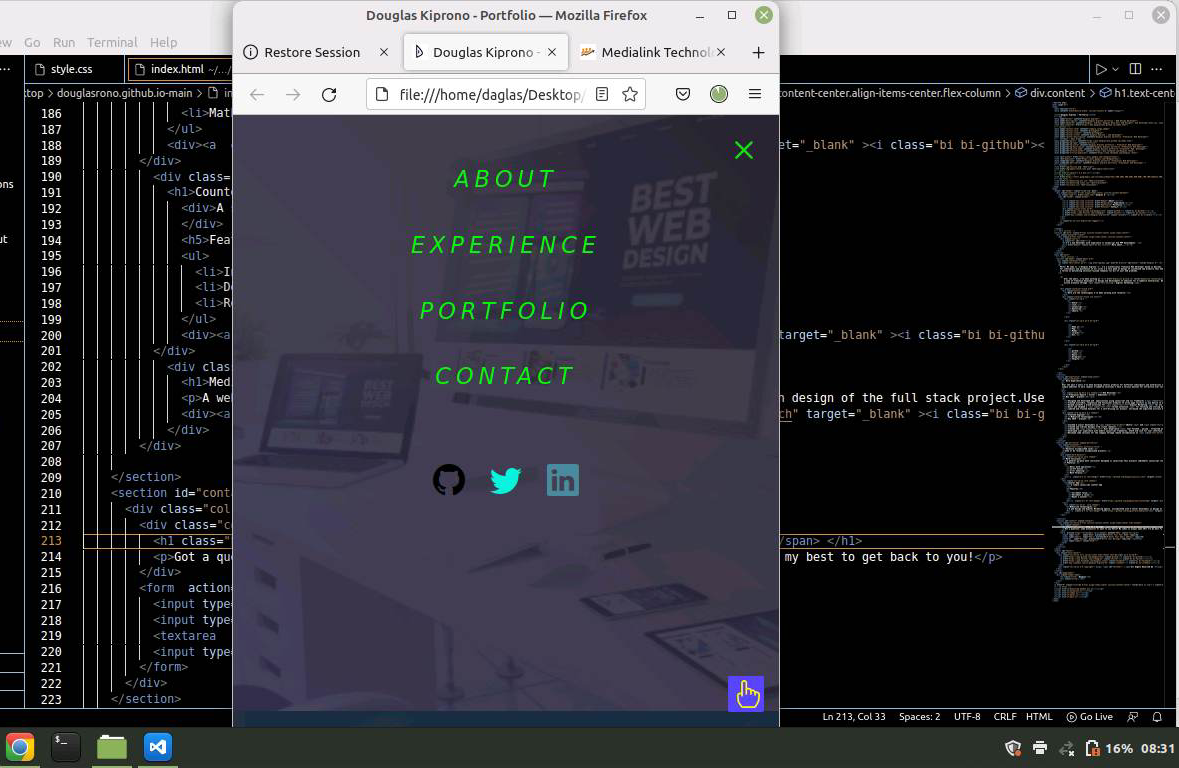 Douglas Kiprono - Portfolio — Mozilla Firefox
ew Go Run Terminal Help
Restore Session
Douglas Kiprono -
Medialink Technol
style.css
index.html ~/.../
file:///home/daglas/Desktop/
top > douglasrono.github.io-main >
content-center.align-items-center.flex-column > div.content > h1.text-cent
ABOUT
EXPERIENCE
PORTFOLIO
CONTACT
186 <li>Mat
187 </ul>
188 <div><a
get="_blank" ><i class="bi bi-github"><
189 </div>
190 <div class=
191 <h1>Counte
192 <div>A
193 </div>
194 <h5>Fea
195 <ul>
196 <li>I
197 <li>D
198 <li>R
199 </ul>
200 <div><a
target="_blank" ><i class="bi bi-githu
201 </div>
202 <div clas
203 <h1>Med
204 <p>A we
n design of the full stack project.Use
205 <div><a
ch" target="_blank" ><i class="bi bi-g
206 </div>
207 </div>
208
209 </section>
210 <section id="cont
211 <div class="col
212 <div class="c
213 <h1 class="
/span> </h1>
214 <p>Got a qu
my best to get back to you!</p>
215 </div>
216 <form action=
217 <input type=
218 <input type=
219 <textarea
220 <input type=
221 </form>
222 </div>
223 </section>
Ln 213, Col 33 Spaces: 2 UTF-8 CRLF HTML Go Live
16% 08:31